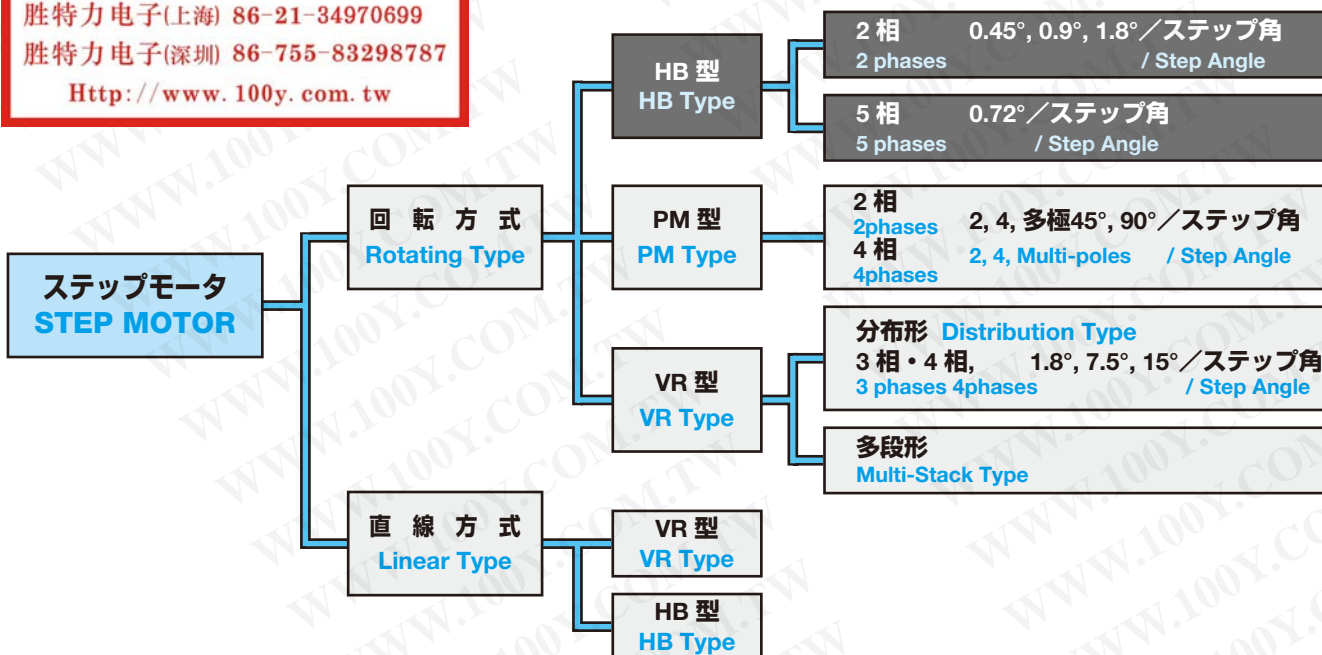 胜特力电子(上海) 86-21-34970699
胜特力电子(深圳) 86-755-83298787
Http://www.100y.com.tw
ステップモータ
STEP MOTOR
回転方式
Rotating Type
HB 型
HB Type
2 相 0.45°, 0.9°, 1.8°／ステップ角
2 phases / Step Angle
5 相 0.72°／ステップ角
5 phases / Step Angle
PM 型
PM Type
2 相
2phases
4 相
4phases
2, 4, 多極45°, 90°／ステップ角
2, 4, Multi-poles / Step Angle
VR 型
VR Type
分布形 Distribution Type
3 相・4 相, 1.8°, 7.5°, 15°／ステップ角
3 phases 4phases / Step Angle
多段形
Multi-Stack Type
直線方式
Linear Type
VR 型
VR Type
HB 型
HB Type
WWW.100Y.COM.TW